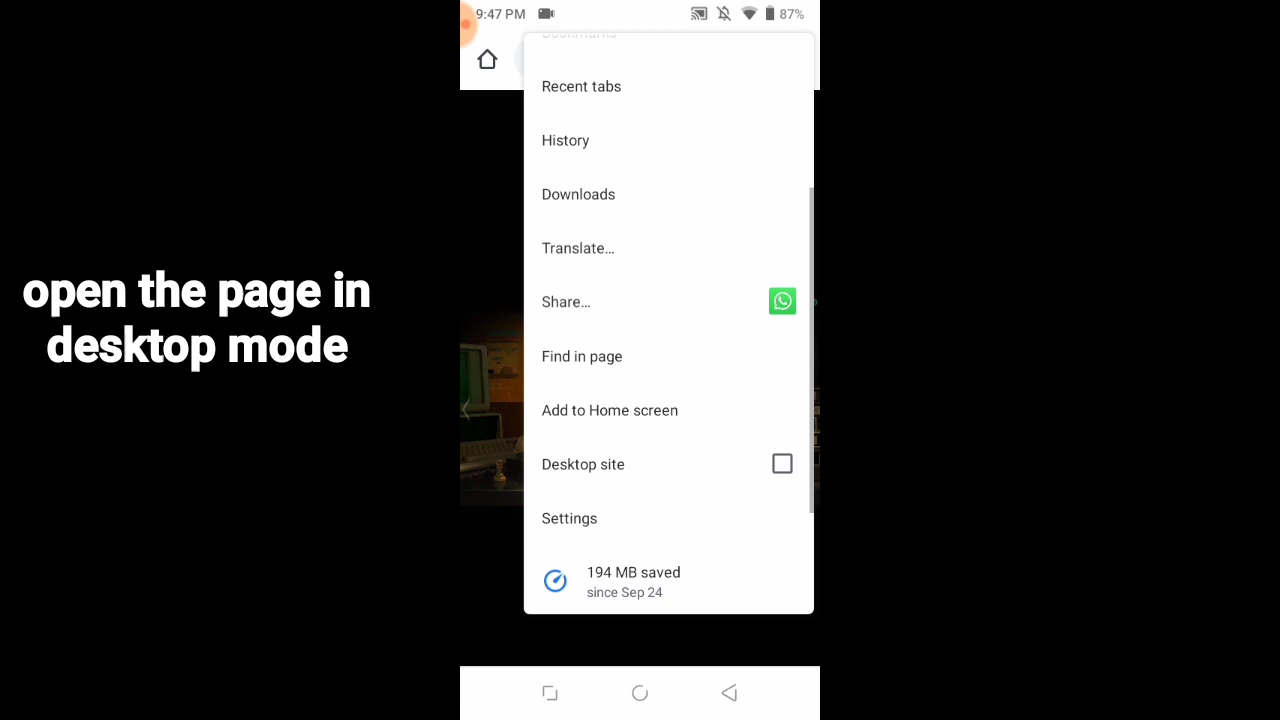 9:47 PM
87%
Bookmarks
Recent tabs
History
Downloads
Translate...
Share...
Find in page
Add to Home screen
Desktop site
Settings
194 MB saved
since Sep 24
open the page in
desktop mode